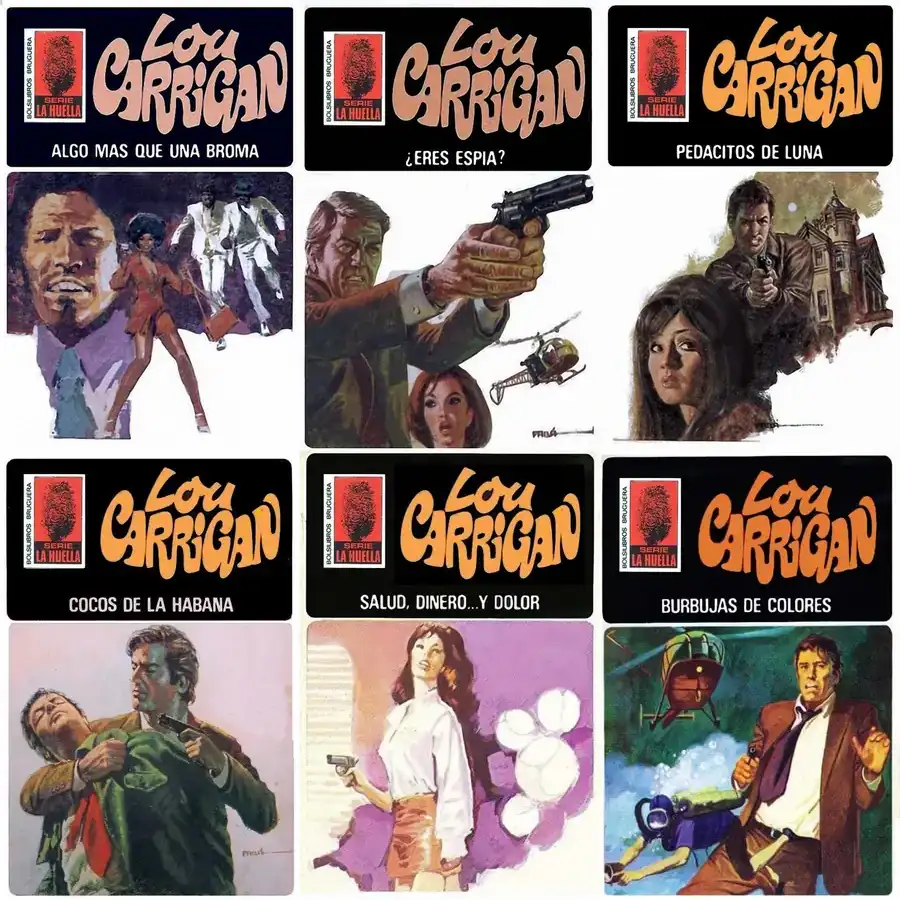 BOLSILIBROS BRUGUERA
SERIE
LA HUELLA
LOU
CARRIGAN
ALGO MAS QUE UNA BROMA
BOLSILIBROS BRUGUERA
SERIE
LA HUELLA
LOU
CARRIGAN
¿ERES ESPIA?
FABÁ
BOLSILIBROS BRUGUERA
SERIE
LA HUELLA
LOU
CARRIGAN
PEDACITOS DE LUNA
BOLSILIBROS BRUGUERA
SERIE
LA HUELLA
LOU
CARRIGAN
COCOS DE LA HABANA
BOLSILIBROS BRUGUERA
SERIE
LA HUELLA
LOU
CARRIGAN
SALUD, DINERO...Y DOLOR
BOLSILIBROS BRUGUERA
SERIE
LA HUELLA
LOU
CARRIGAN
BURBUJAS DE COLORES